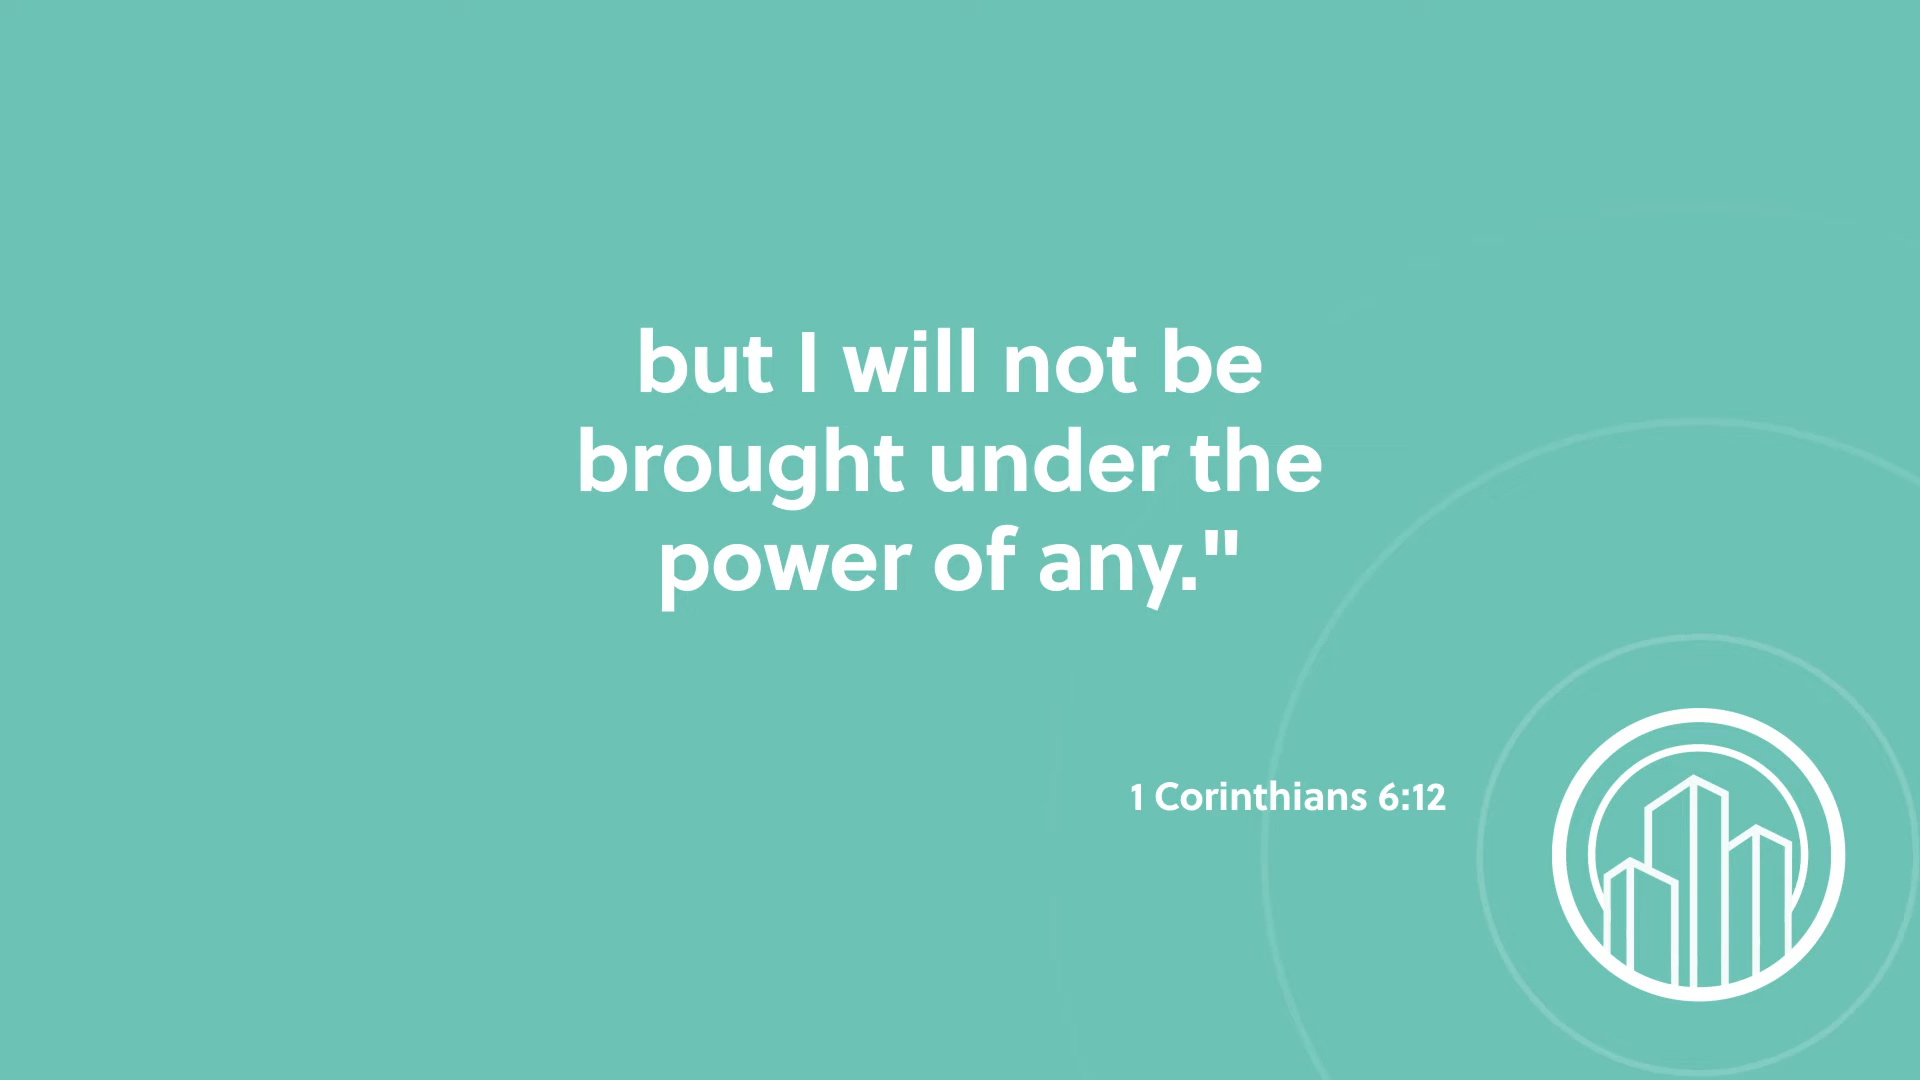 but I will not be
brought under the
power of any."
1 Corinthians 6:12